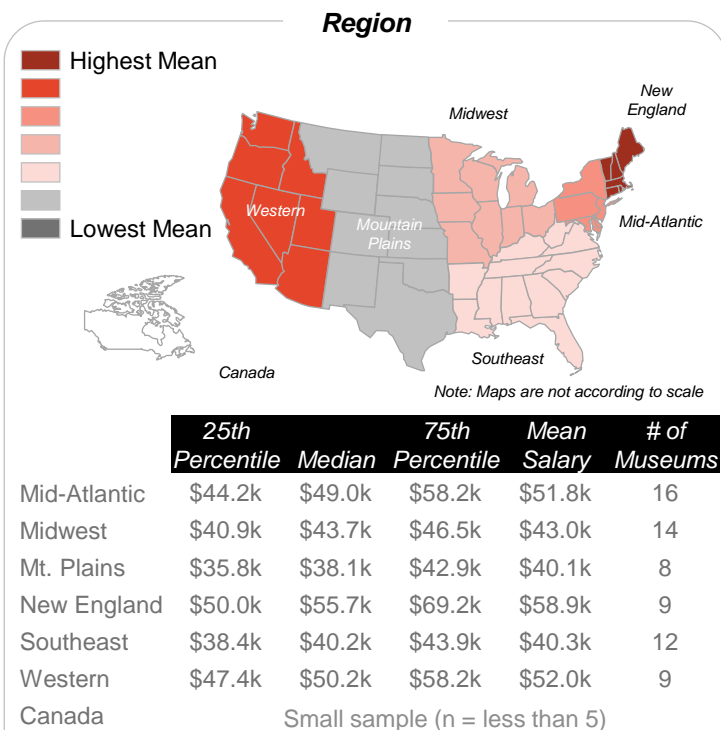 Region
Highest Mean
New
England
Midwest
Western
Mountain
Plains
Mid-Atlantic
Lowest Mean
Southeast
Canada
Note: Maps are not according to scale
25th Percentile Median 75th Percentile Mean Salary # of Museums
Mid-Atlantic $44.2k $49.0k $58.2k $51.8k 16
Midwest $40.9k $43.7k $46.5k $43.0k 14
Mt. Plains $35.8k $38.1k $42.9k $40.1k 8
New England $50.0k $55.7k $69.2k $58.9k 9
Southeast $38.4k $40.2k $43.9k $40.3k 12
Western $47.4k $50.2k $58.2k $52.0k 9
Canada Small sample (n = less than 5)